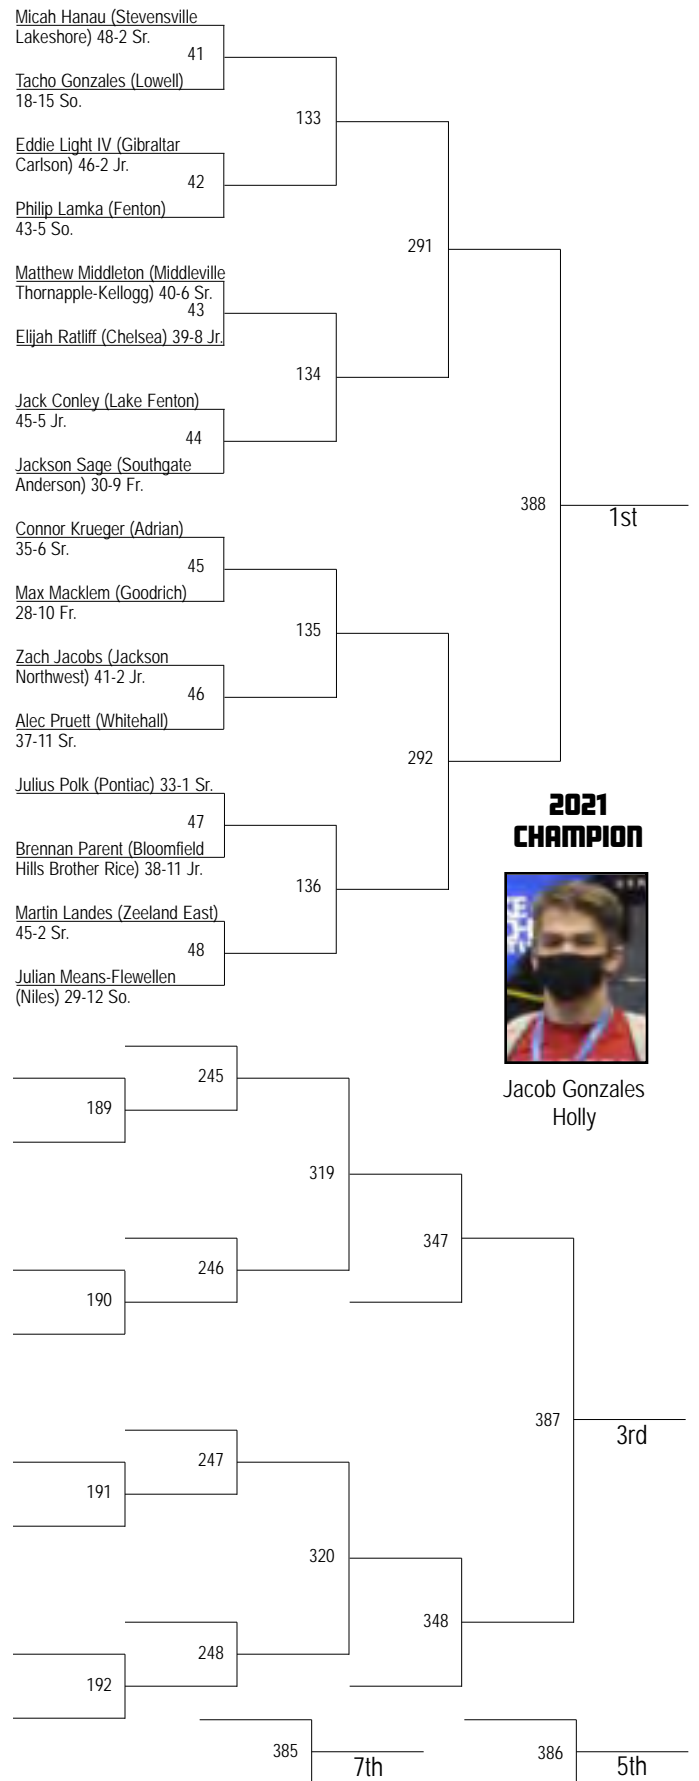 Micah Hanau (Stevensville
Lakeshore) 48-2 Sr.
41
Tacho Gonzales (Lowell)
18-15 So.
133
Eddie Light IV (Gibraltar
Carlson) 46-2 Jr.
42
Philip Lamka (Fenton)
43-5 So.
291
Matthew Middleton (Middleville
Thornapple-Kellogg) 40-6 Sr.
43
Elijah Ratliff (Chelsea) 39-8 Jr.
134
Jack Conley (Lake Fenton)
45-5 Jr.
44
Jackson Sage (Southgate
Anderson) 30-9 Fr.
388
1st
Connor Krueger (Adrian)
35-6 Sr.
45
Max Macklem (Goodrich)
28-10 Fr.
135
Zach Jacobs (Jackson
Northwest) 41-2 Jr.
46
Alec Pruett (Whitehall)
37-11 Sr.
292
Julius Polk (Pontiac) 33-1 Sr.
47
Brennan Parent (Bloomfield
Hills Brother Rice) 38-11 Jr.
136
Martin Landes (Zeeland East)
45-2 Sr.
48
Julian Means-Flewellen
(Niles) 29-12 So.
2021
CHAMPION
Jacob Gonzales
Holly
245
189
319
246
190
347
387
3rd
247
191
320
348
248
192
385
7th
386
5th